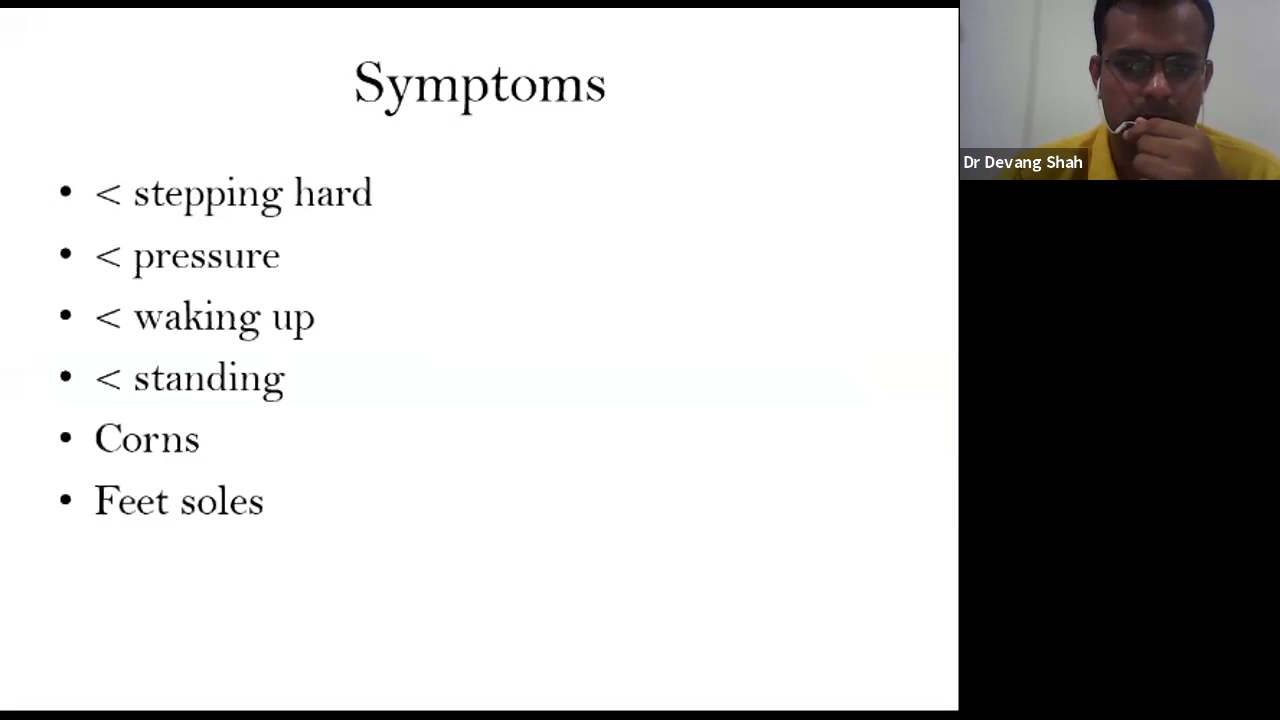 Symptoms
• < stepping hard
• < pressure
• < waking up
• < standing
• Corns
• Feet soles
Dr Devang Shah